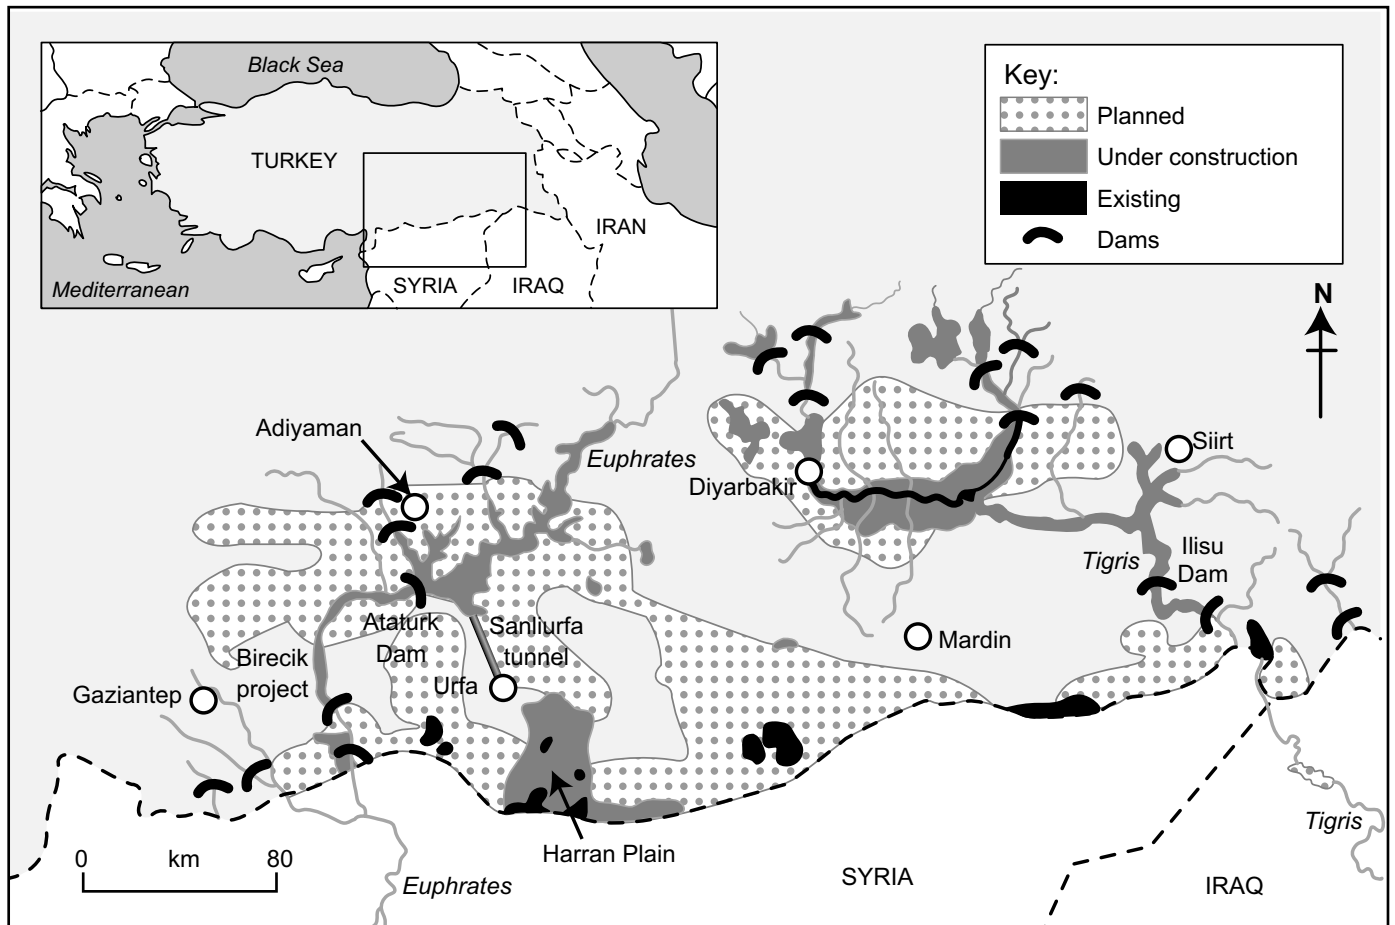 Black Sea
TURKEY
IRAN
SYRIA
IRAQ
Mediterranean
Key:
Planned
Under construction
Existing
Dams
N
Adiyaman
Euphrates
Diyarbakir
Siirt
Tigris
Ilisu
Dam
Ataturk
Dam
Sanliurfa
tunnel
Mardin
Birecik
project
Urfa
Gaziantep
Harran Plain
Tigris
0 km 80
Euphrates
SYRIA
IRAQ